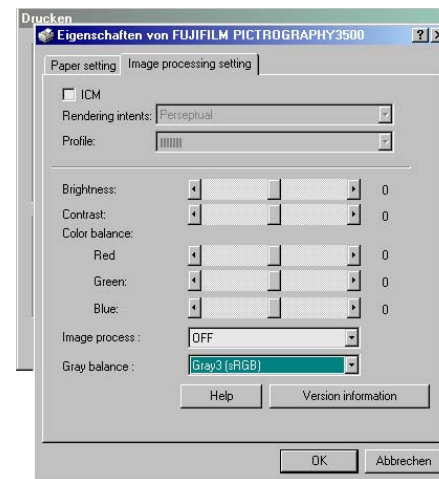 Drucken
Eigenschaften von FUJIFILM PICTROGRAPHY3500
Paper setting Image processing setting
ICM
Rendering intents: Perseptual
Profile:
Brightness: 0
Contrast: 0
Color balance:
Red 0
Green: 0
Blue: 0
Image process : OFF
Gray balance : Gray3 (sRGB)
Help Version information
OK Abbrechen